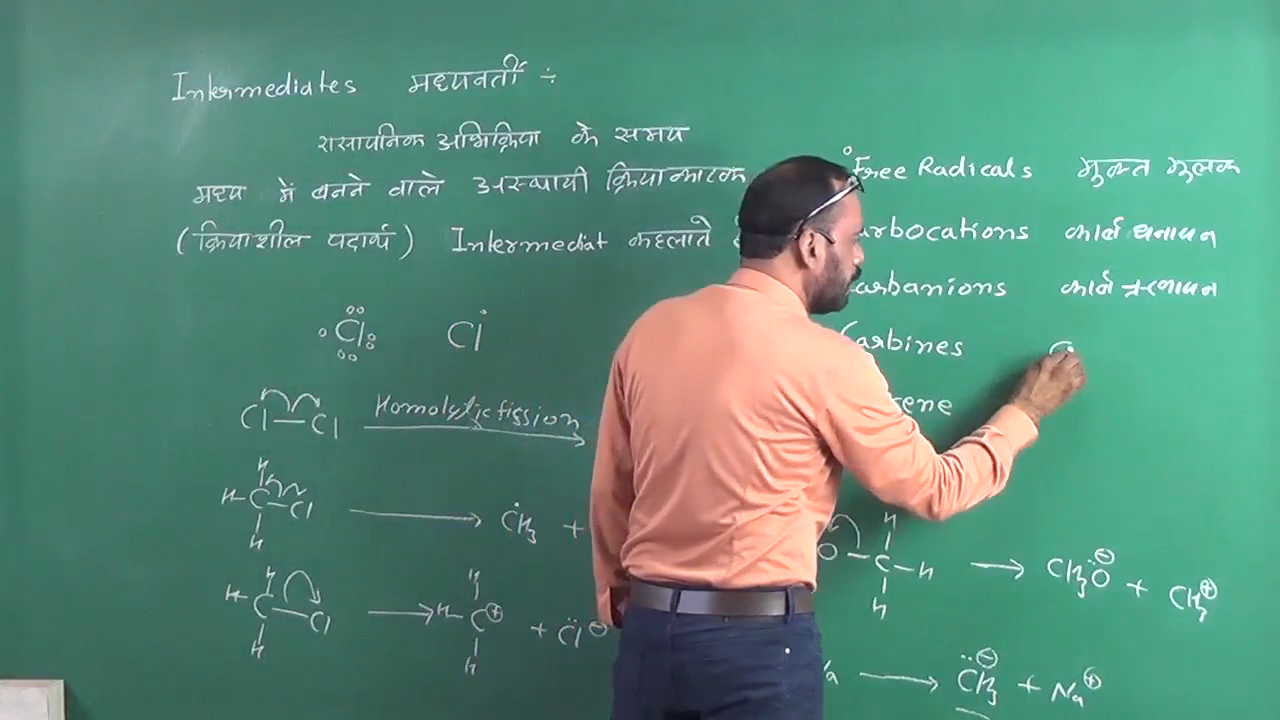 Intermediates मध्यवर्ती ÷
रासायनिक अभिक्रिया के समय
मध्य में बनने वाले अस्थायी क्रियाकारक
(क्रियाशील पदार्थ) Intermediat कहलाते
Cl Cl
Cl — Cl Homolytic fission
H
H C Cl CH3 +
H
H H
H C Cl H C⊕ + Cl⊖
H H
Free Radicals मुक्त मूलक
arbocations कार्ब धनायन
arbanions कार्ब ऋणायन
Carbines
ene
H
O — C — H CH3O⊖ + CH3⊕
H
CH3⊖ + Na⊕